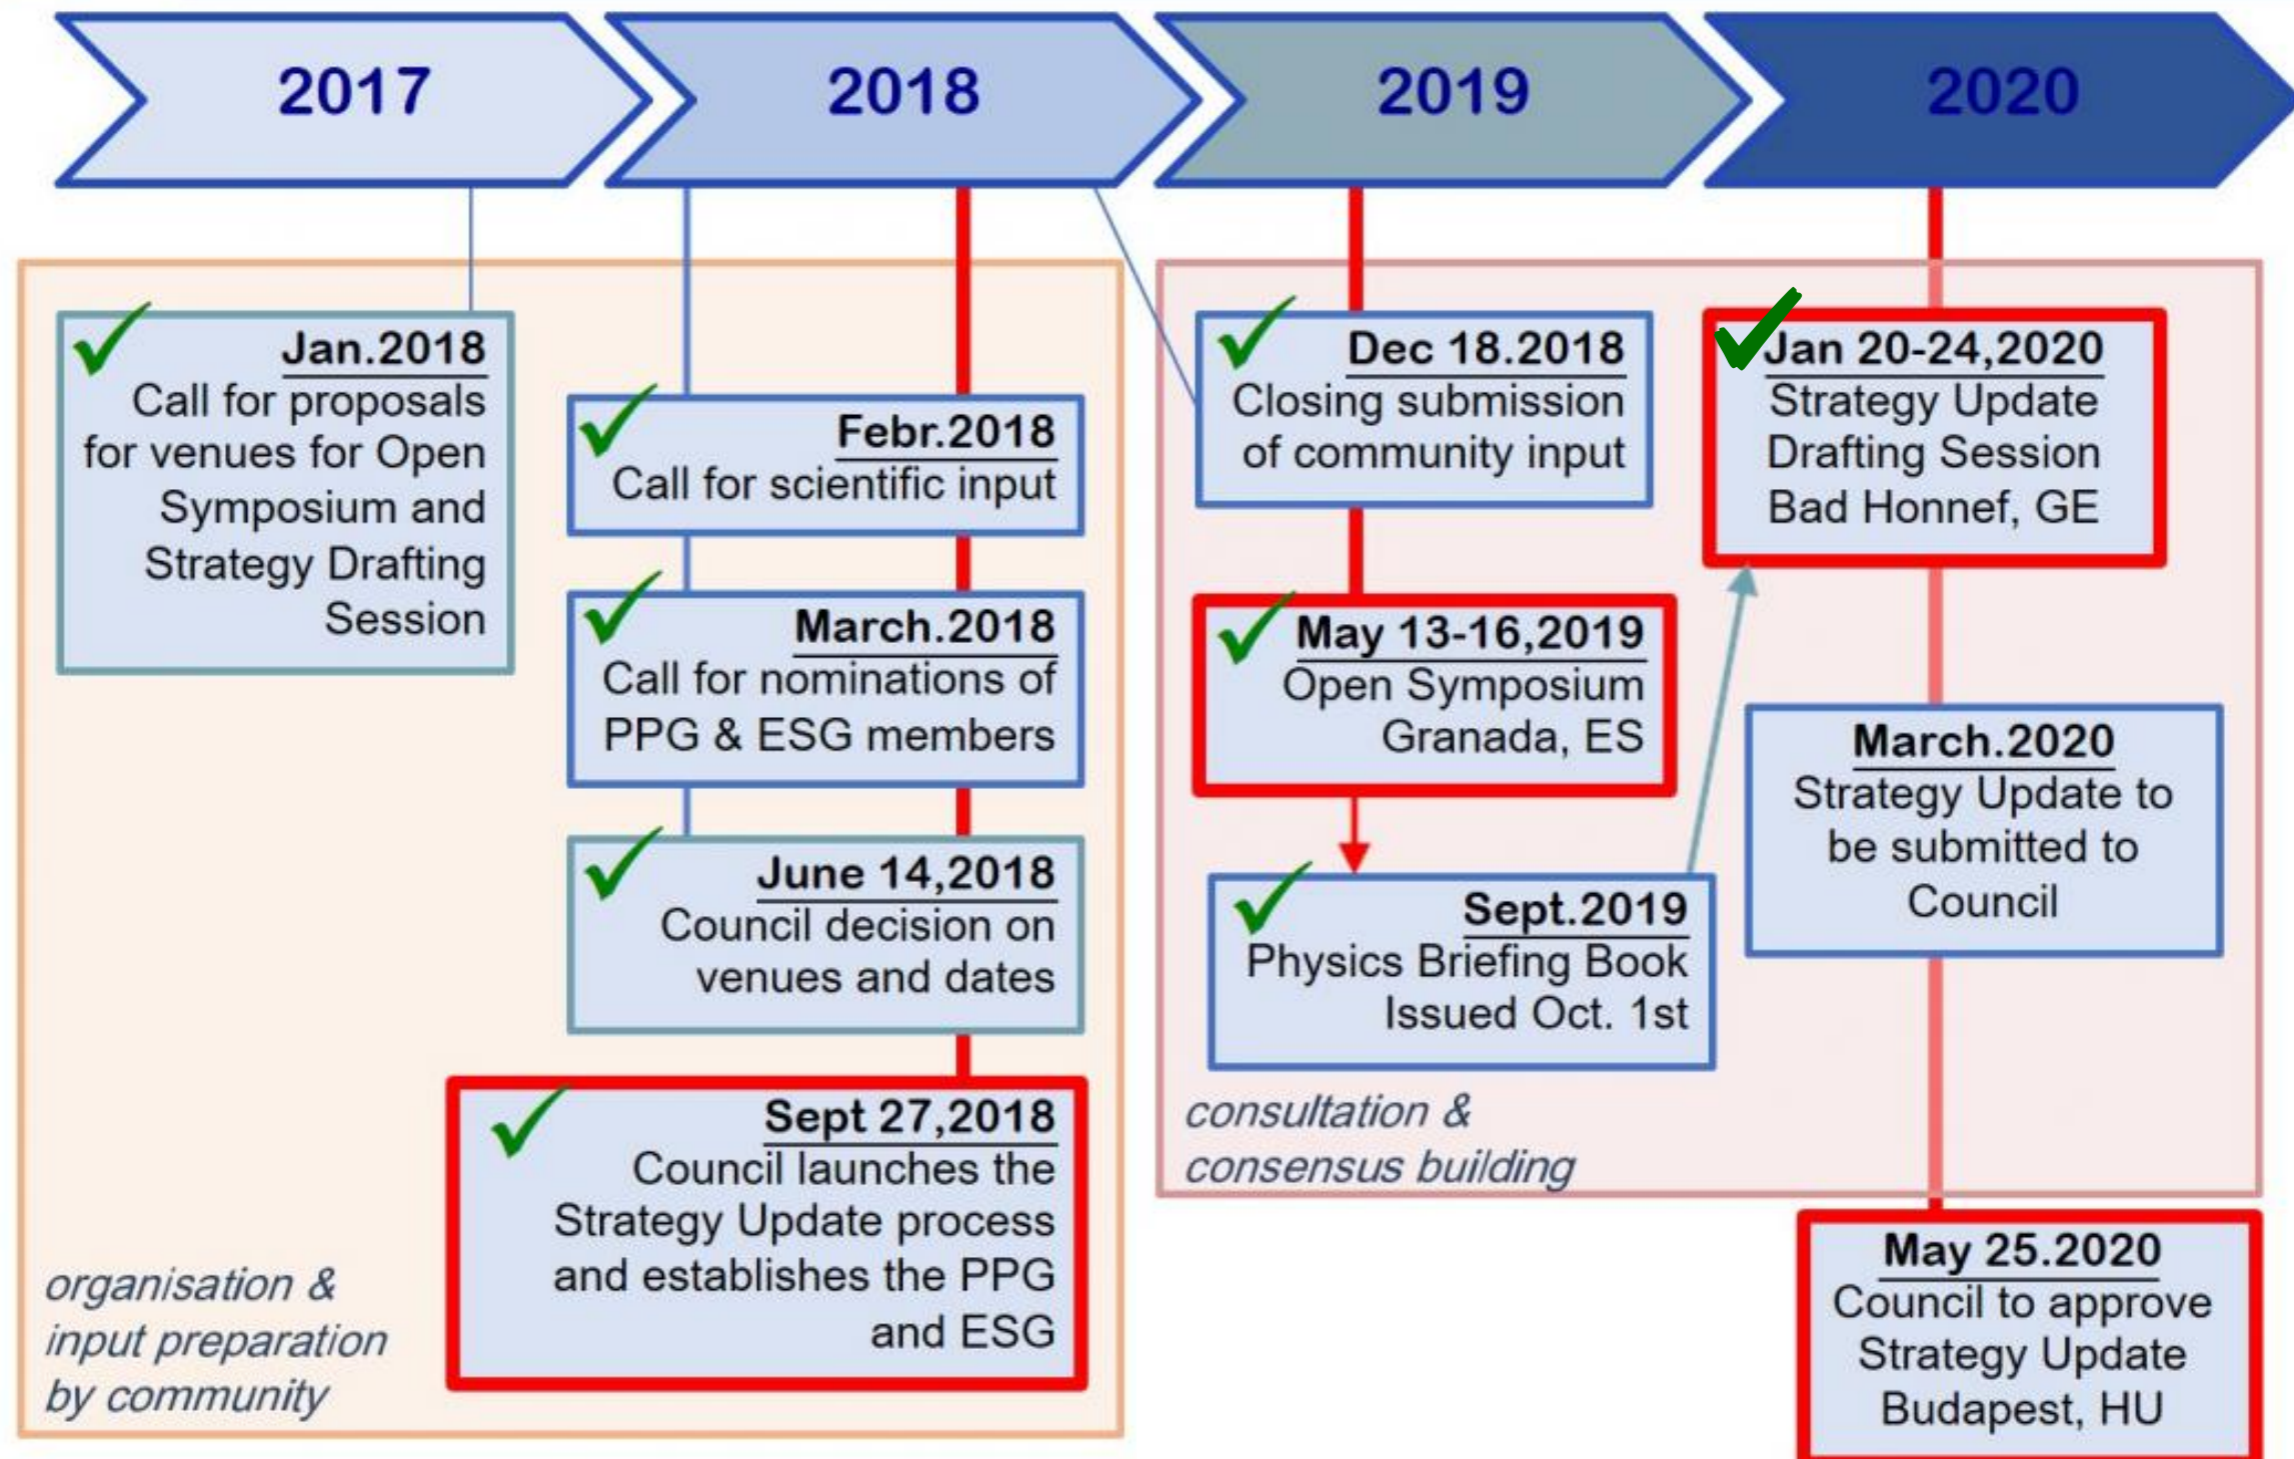 2017
2018
2019
2020
Jan.2018
Call for proposals
for venues for Open
Symposium and
Strategy Drafting
Session
Febr.2018
Call for scientific input
March.2018
Call for nominations of
PPG & ESG members
June 14,2018
Council decision on
venues and dates
Sept 27,2018
Council launches the
Strategy Update process
and establishes the PPG
and ESG
organisation &
input preparation
by community
Dec 18.2018
Closing submission
of community input
May 13-16,2019
Open Symposium
Granada, ES
Sept.2019
Physics Briefing Book
Issued Oct. 1st
consultation &
consensus building
Jan 20-24,2020
Strategy Update
Drafting Session
Bad Honnef, GE
March.2020
Strategy Update to
be submitted to
Council
May 25.2020
Council to approve
Strategy Update
Budapest, HU